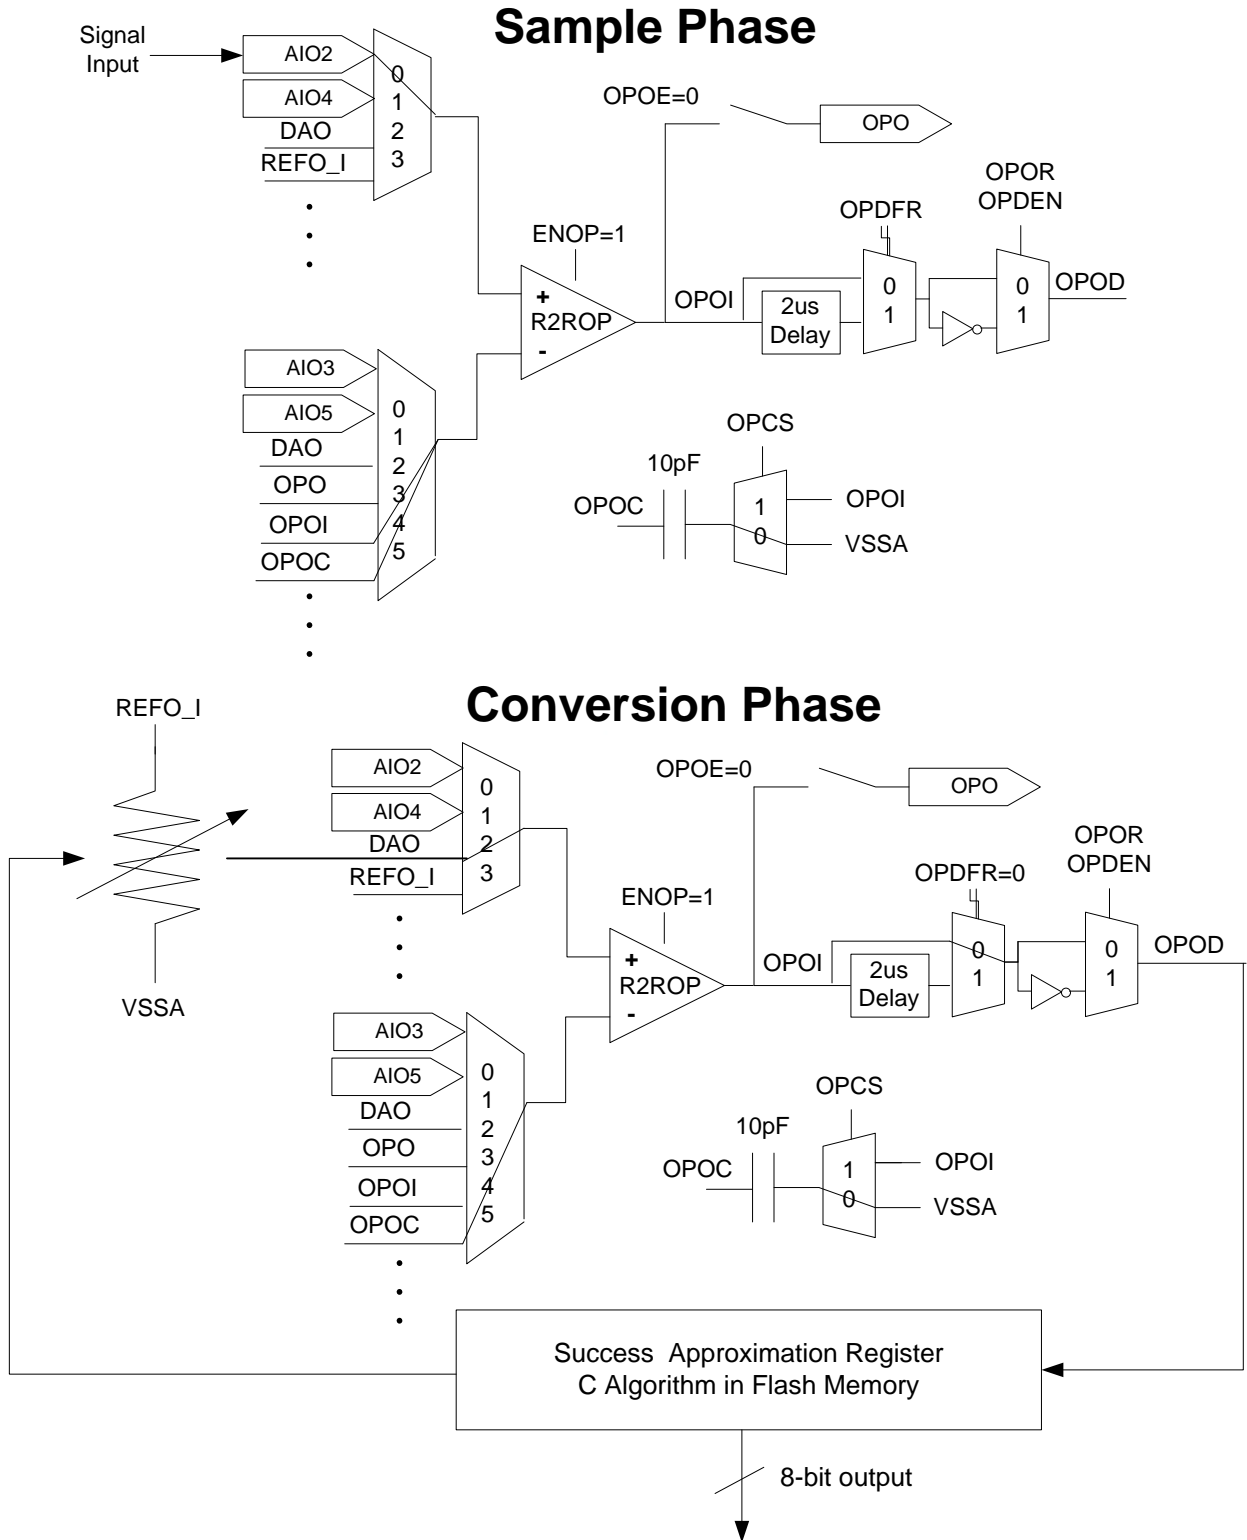 Sample Phase
Signal
Input
AIO2
AIO4
DAO
REFO_I
0
1
2
3
OPOE=0
OPO
ENOP=1
+
R2ROP
-
OPOI
2us
Delay
OPDFR
0
1
OPOR
OPDEN
0
1
OPOD
AIO3
AIO5
DAO
OPO
OPOI
OPOC
0
1
2
3
4
5
OPCS
10pF
OPOC
1
0
OPOI
VSSA
Conversion Phase
REFO_I
VSSA
AIO2
AIO4
DAO
REFO_I
0
1
2
3
OPOE=0
OPO
ENOP=1
+
R2ROP
-
OPOI
2us
Delay
OPDFR=0
0
1
OPOR
OPDEN
0
1
OPOD
AIO3
AIO5
DAO
OPO
OPOI
OPOC
0
1
2
3
4
5
OPCS
10pF
OPOC
1
0
OPOI
VSSA
Success Approximation Register
C Algorithm in Flash Memory
8-bit output